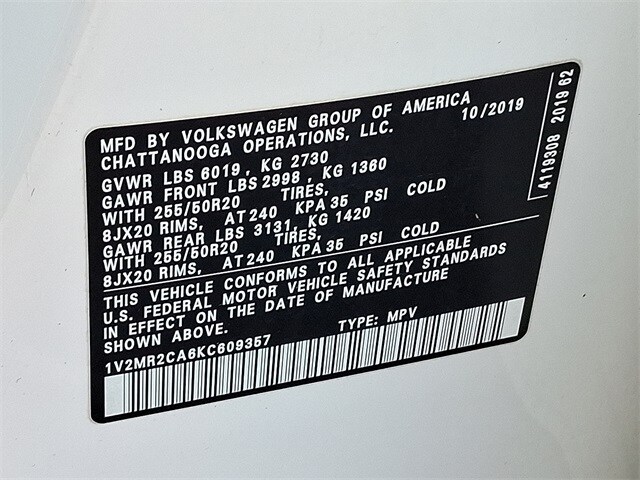 MFD BY VOLKSWAGEN GROUP OF AMERICA 10/2019
CHATTANOOGA OPERATIONS, LLC.
GVWR LBS 6019, KG 2730
GAWR FRONT LBS 2998, KG 1360
WITH 255/50R20 TIRES,
8JX20 RIMS, AT 240 KPA 35 PSI COLD
GAWR REAR LBS 3131, KG 1420
WITH 255/50R20 TIRES,
8JX20 RIMS, AT 240 KPA 35 PSI COLD
THIS VEHICLE CONFORMS TO ALL APPLICABLE
U.S. FEDERAL MOTOR VEHICLE SAFETY STANDARDS
IN EFFECT ON THE DATE OF MANUFACTURE
SHOWN ABOVE.
1V2MR2CA6KC609357 TYPE: MPV
4119308 2019 62